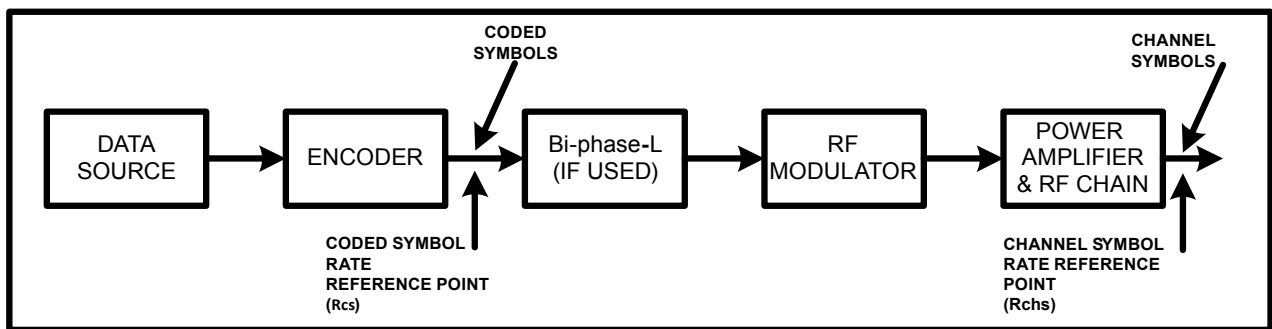 CODED
SYMBOLS
CHANNEL
SYMBOLS
DATA
SOURCE
ENCODER
Bi-phase-L
(IF USED)
RF
MODULATOR
POWER
AMPLIFIER
& RF CHAIN
CODED SYMBOL
RATE
REFERENCE POINT
(Rcs)
CHANNEL SYMBOL
RATE REFERENCE
POINT
(Rchs)